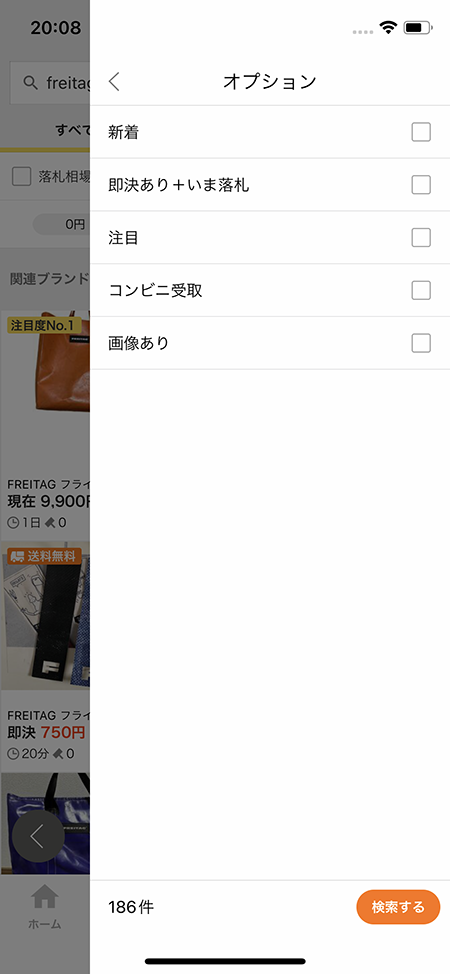 20:08
freitag
すべて
落札相場
0円
関連ブランド
注目度No.1
FREITAG フライ
現在 9,900円
1日 0
送料無料
F
FREITAG フライ
即決 750円
20分 0
FREITAG
ホーム
オプション
新着
即決あり＋いま落札
注目
コンビニ受取
画像あり
186件
検索する